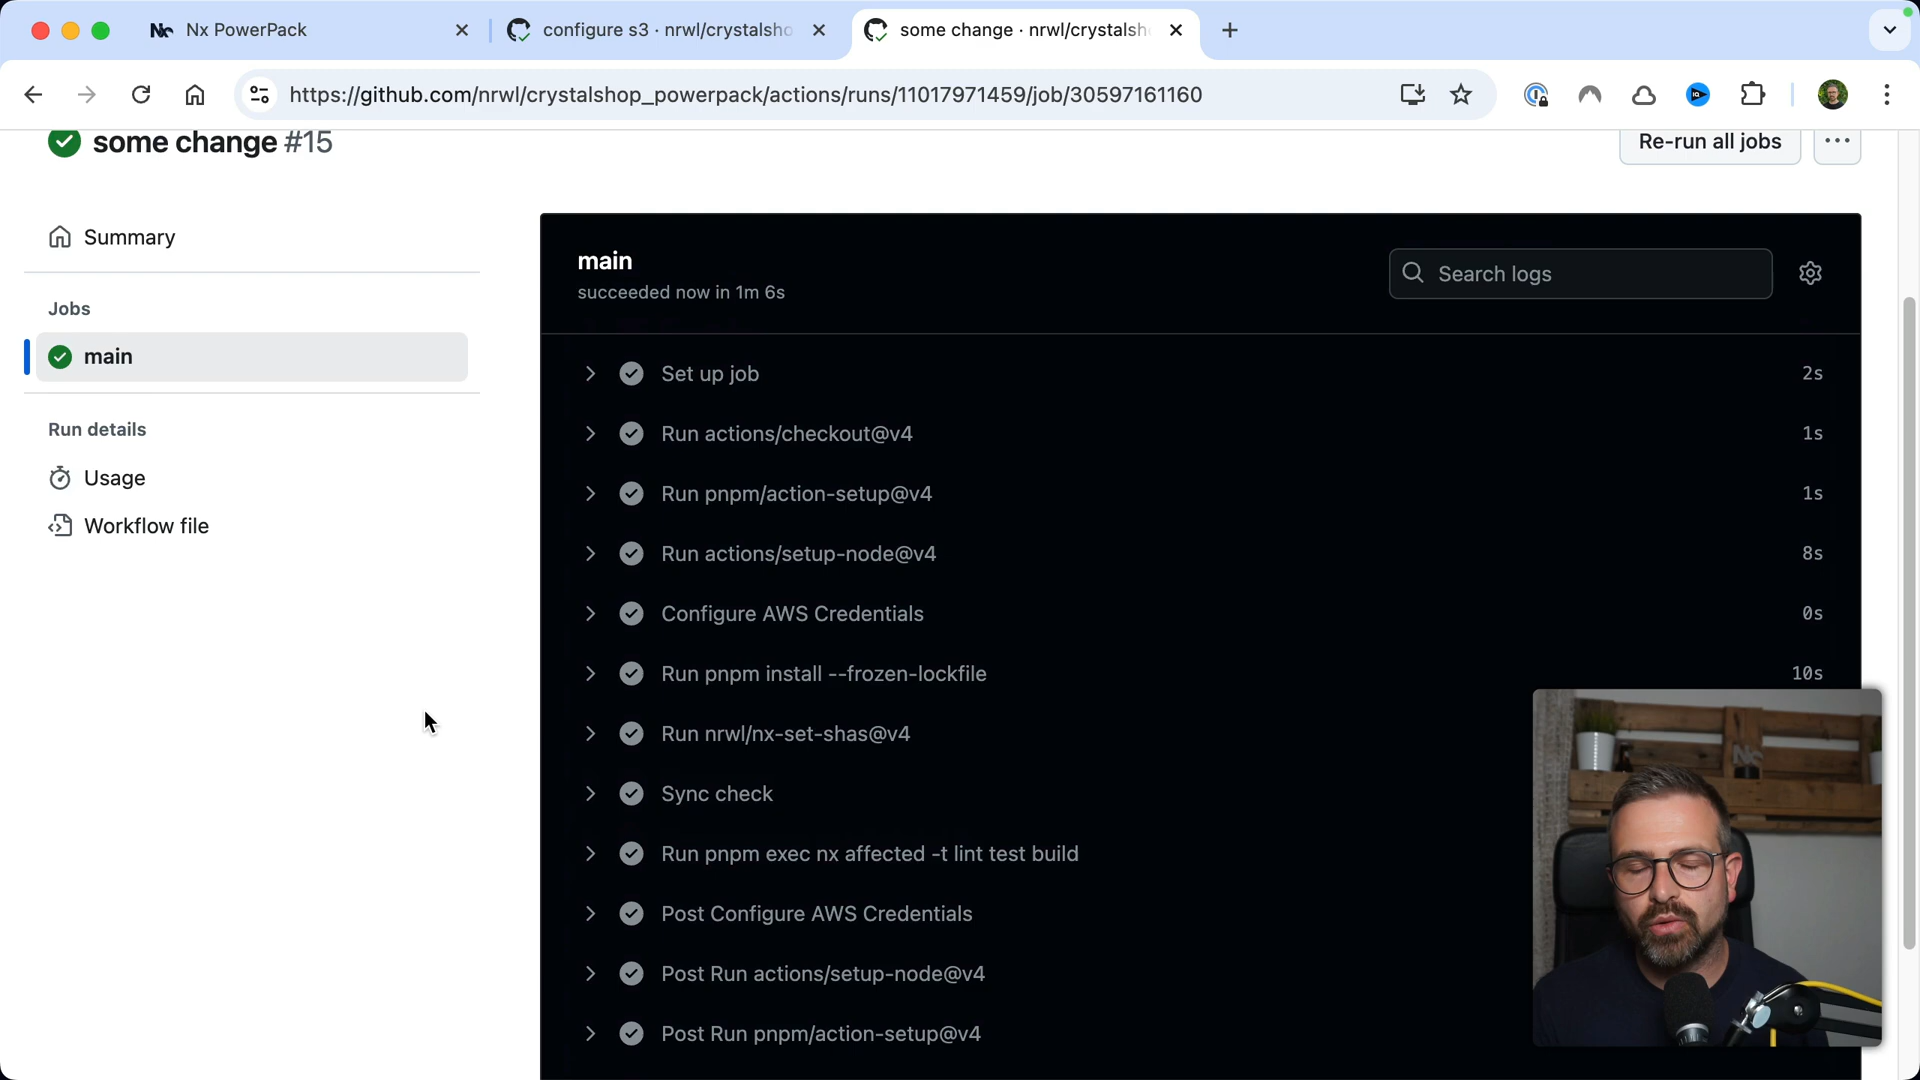 Nx PowerPack
configure s3 · nrwl/crystalsho
some change · nrwl/crystalsh
https://github.com/nrwl/crystalshop_powerpack/actions/runs/11017971459/job/30597161160
some change #15
Re-run all jobs
Summary
Jobs
main
Run details
Usage
Workflow file
main
succeeded now in 1m 6s
Search logs
Set up job 2s
Run actions/checkout@v4 1s
Run pnpm/action-setup@v4 1s
Run actions/setup-node@v4 8s
Configure AWS Credentials 0s
Run pnpm install --frozen-lockfile 10s
Run nrwl/nx-set-shas@v4
Sync check
Run pnpm exec nx affected -t lint test build
Post Configure AWS Credentials
Post Run actions/setup-node@v4
Post Run pnpm/action-setup@v4